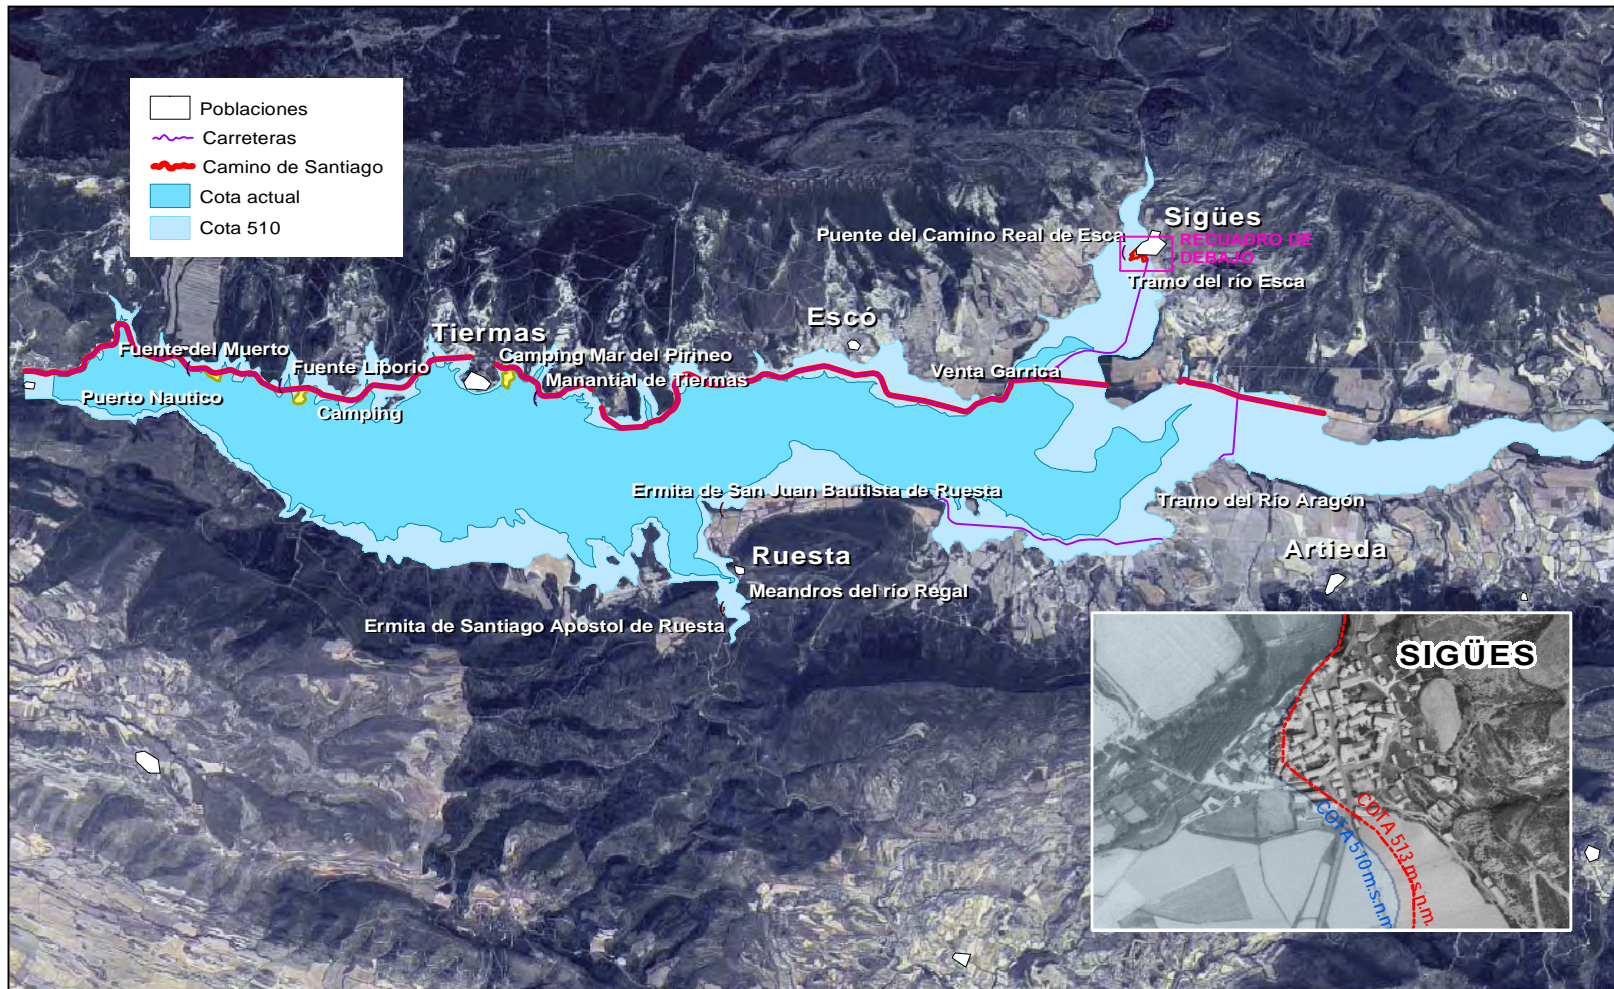 Poblaciones
Carreteras
Camino de Santiago
Cota actual
Cota 510
Sigües
Puente del Camino Real de Esca
RECUADRO DE
DEBAJO
Tramo del río Esca
Escó
Tiermas
Fuente del Muerto
Camping Mar del Pirineo
Fuente Liborio
Manantial de Tiermas
Venta Garrica
Puerto Nautico
Camping
Ermita de San Juan Bautista de Ruesta
Tramo del Río Aragón
Ruesta
Artieda
Meandros del río Regal
Ermita de Santiago Apostol de Ruesta
SIGÜES
COTA 513 m.s.n.m.
COTA 510 m.s.n.m